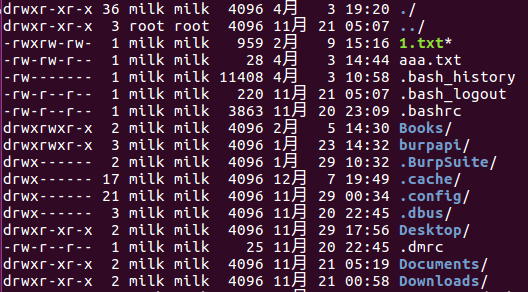 drwxr-xr-x 36 milk milk  4096 4月   3 19:20 ./
drwxr-xr-x  3 root root  4096 11月 21 05:07 ../
-rwxrw-rw-  1 milk milk   959 2月   9 15:16 1.txt*
-rw-rw-r--  1 milk milk    28 4月   3 14:44 aaa.txt
-rw-------  1 milk milk 11408 4月   3 10:58 .bash_history
-rw-r--r--  1 milk milk   220 11月 21 05:07 .bash_logout
-rw-r--r--  1 milk milk  3863 11月 20 23:09 .bashrc
drwxrwxr-x  2 milk milk  4096 2月   5 14:30 Books/
drwxrwxr-x  3 milk milk  4096 1月  23 14:32 burpapi/
drwx------  2 milk milk  4096 1月  29 10:32 .BurpSuite/
drwx------ 17 milk milk  4096 12月  7 19:49 .cache/
drwx------ 21 milk milk  4096 11月 29 00:34 .config/
drwx------  3 milk milk  4096 11月 20 22:45 .dbus/
drwxr-xr-x  2 milk milk  4096 11月 29 17:56 Desktop/
-rw-r--r--  1 milk milk    25 11月 20 22:45 .dmrc
drwxr-xr-x  2 milk milk  4096 11月 21 05:19 Documents/
drwxr-xr-x  2 milk milk  4096 11月 21 00:58 Downloads/